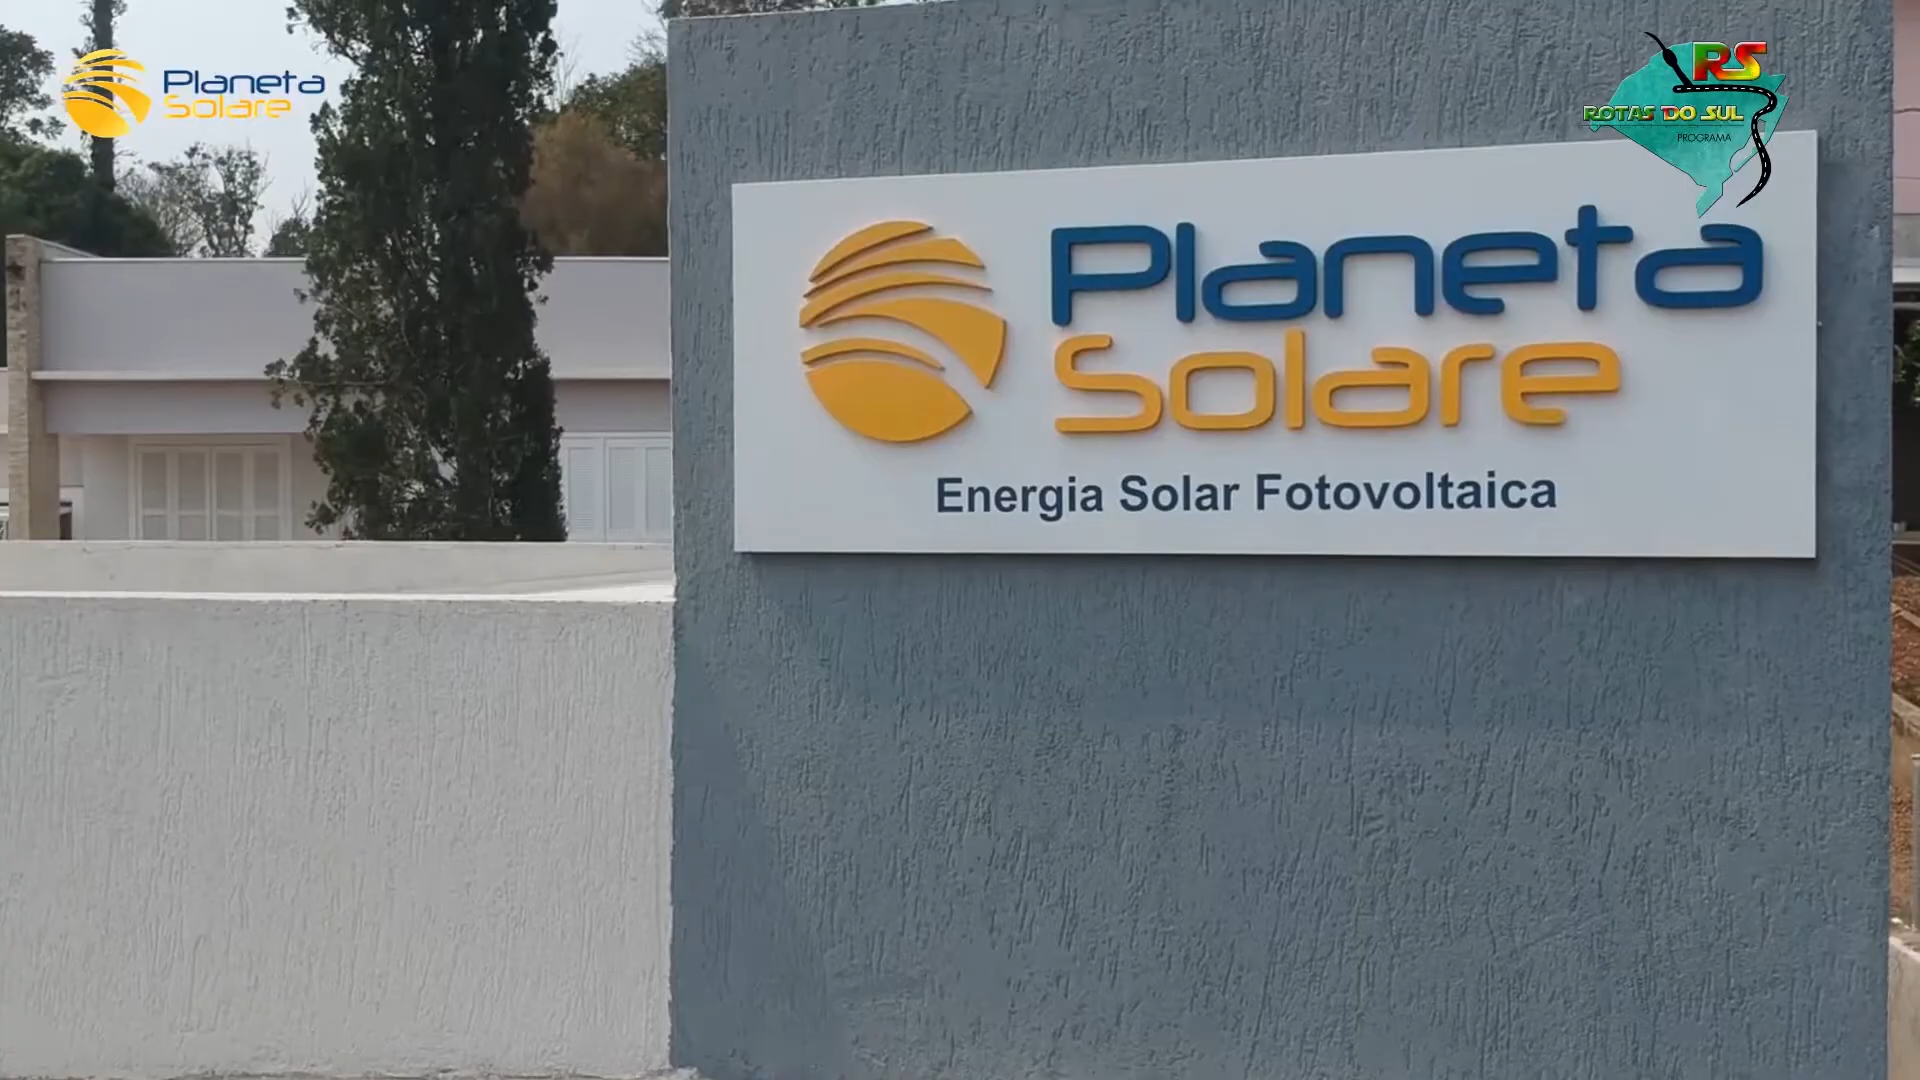 Planeta
Solare
RS
ROTAS DO SUL
PROGRAMA
Planeta
Solare
Energia Solar Fotovoltaica